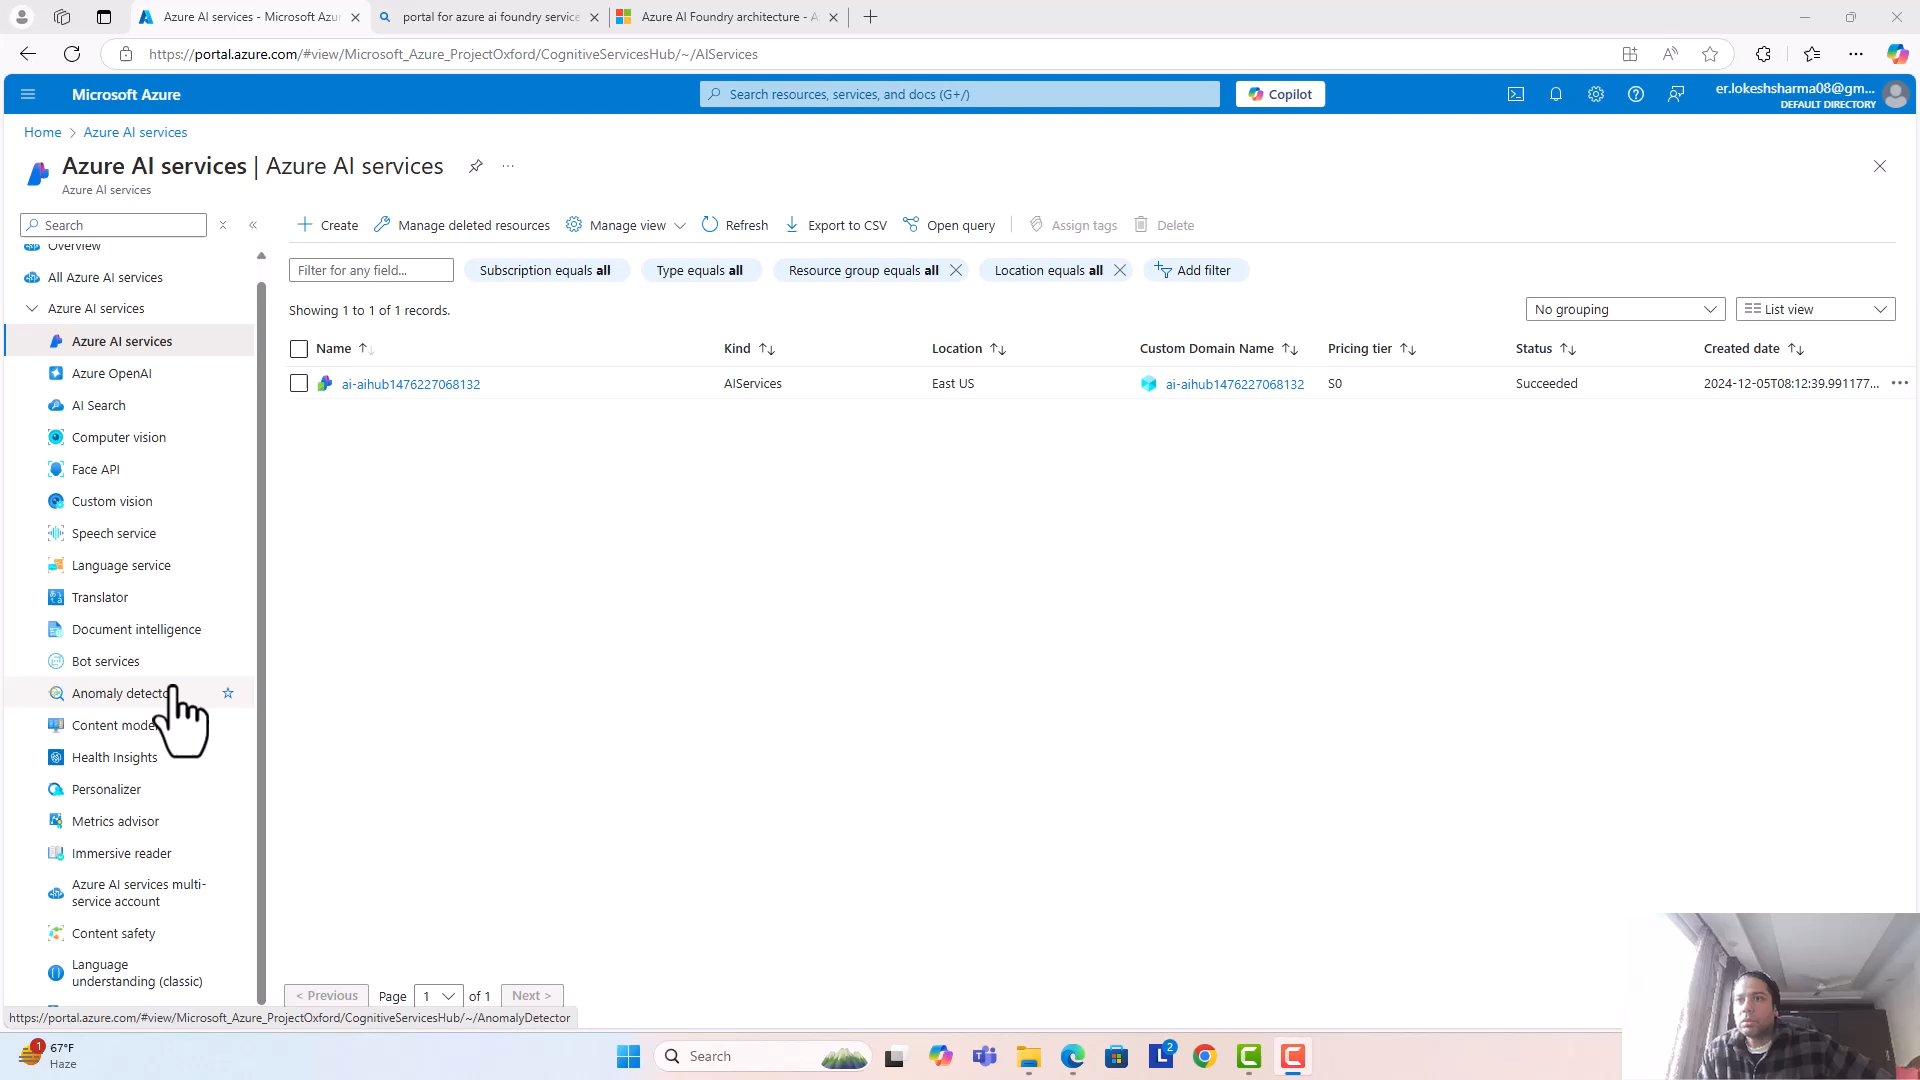 Azure AI services - Microsoft Azu
portal for azure ai foundry service
Azure AI Foundry architecture - A
https://portal.azure.com/#view/Microsoft_Azure_ProjectOxford/CognitiveServicesHub/~/AIServices
Microsoft Azure
Search resources, services, and docs (G+/)
Copilot
er.lokeshsharma08@gm...
DEFAULT DIRECTORY
Home > Azure AI services
Azure AI services | Azure AI services
Azure AI services
Search
Create
Manage deleted resources
Manage view
Refresh
Export to CSV
Open query
Assign tags
Delete
Overview
All Azure AI services
Azure AI services
Azure AI services
Azure OpenAI
AI Search
Computer vision
Face API
Custom vision
Speech service
Language service
Translator
Document intelligence
Bot services
Anomaly detecto
Content moder
Health Insights
Personalizer
Metrics advisor
Immersive reader
Azure AI services multi-
service account
Content safety
Language
understanding (classic)
Filter for any field...
Subscription equals all
Type equals all
Resource group equals all
Location equals all
Add filter
Showing 1 to 1 of 1 records.
No grouping
List view
Name
Kind
Location
Custom Domain Name
Pricing tier
Status
Created date
ai-aihub1476227068132
AIServices
East US
ai-aihub1476227068132
S0
Succeeded
2024-12-05T08:12:39.991177...
< Previous
Page
1
of 1
Next >
https://portal.azure.com/#view/Microsoft_Azure_ProjectOxford/CognitiveServicesHub/~/AnomalyDetector
1
67°F
Haze
Search
L
2